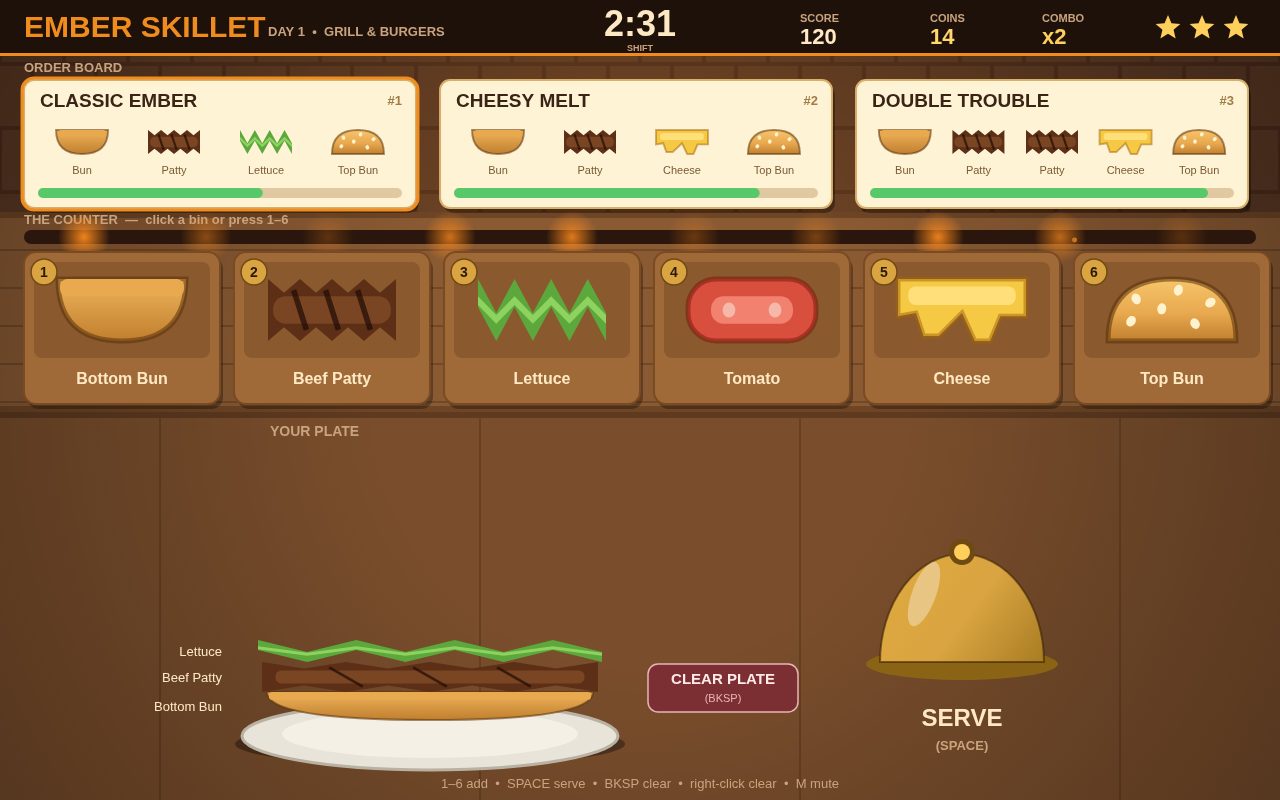 EMBER SKILLET DAY 1 • GRILL & BURGERS
2:31
SHIFT
SCORE
120
COINS
14
COMBO
x2
ORDER BOARD
CLASSIC EMBER #1
Bun Patty Lettuce Top Bun
CHEESY MELT #2
Bun Patty Cheese Top Bun
DOUBLE TROUBLE #3
Bun Patty Patty Cheese Top Bun
THE COUNTER — click a bin or press 1–6
1 2 3 4 5 6
Bottom Bun Beef Patty Lettuce Tomato Cheese Top Bun
YOUR PLATE
Lettuce
Beef Patty
Bottom Bun
CLEAR PLATE
(BKSP)
SERVE
(SPACE)
1–6 add • SPACE serve • BKSP clear • right-click clear • M mute